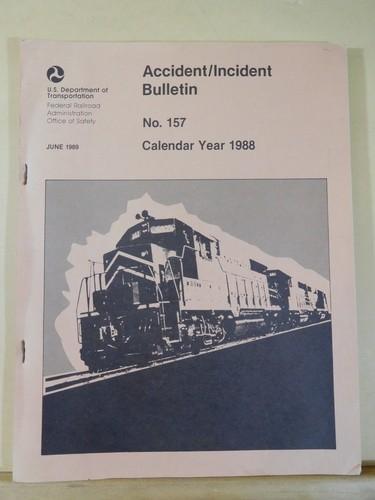 U.S. Department of
Transportation
Federal Railroad
Administration
Office of Safety
JUNE 1989
Accident/Incident
Bulletin
No. 157
Calendar Year 1988